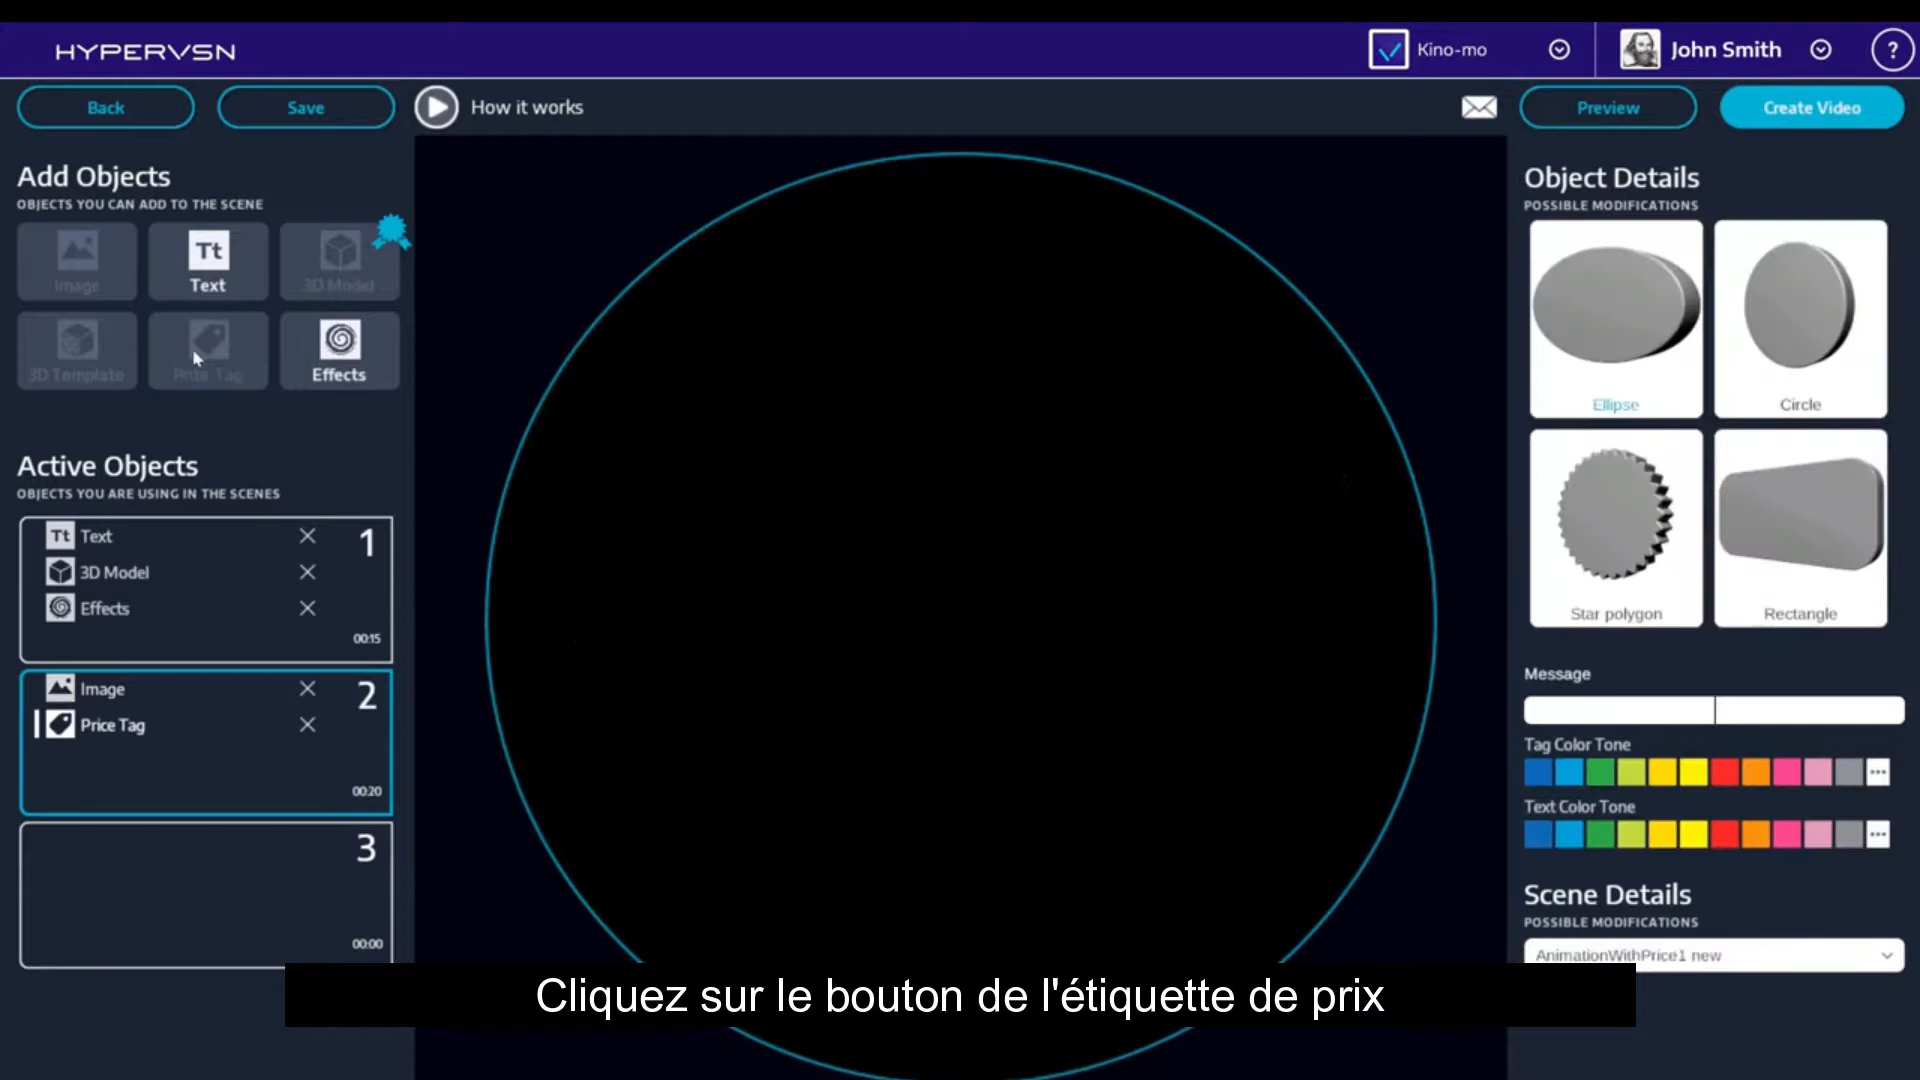 HYPERVSN
Kino-mo
John Smith
?
Back
Save
How it works
Preview
Create Video
Add Objects
OBJECTS YOU CAN ADD TO THE SCENE
Image
Tt
Text
3D Model
3D Template
Price Tag
Effects
Active Objects
OBJECTS YOU ARE USING IN THE SCENES
Tt Text
1
3D Model
Effects
00:15
Image
2
Price Tag
00:20
3
00:00
Object Details
POSSIBLE MODIFICATIONS
Ellipse
Circle
Star polygon
Rectangle
Message
Tag Color Tone
Text Color Tone
Scene Details
POSSIBLE MODIFICATIONS
AnimationWithPrice1 new
Cliquez sur le bouton de l'étiquette de prix